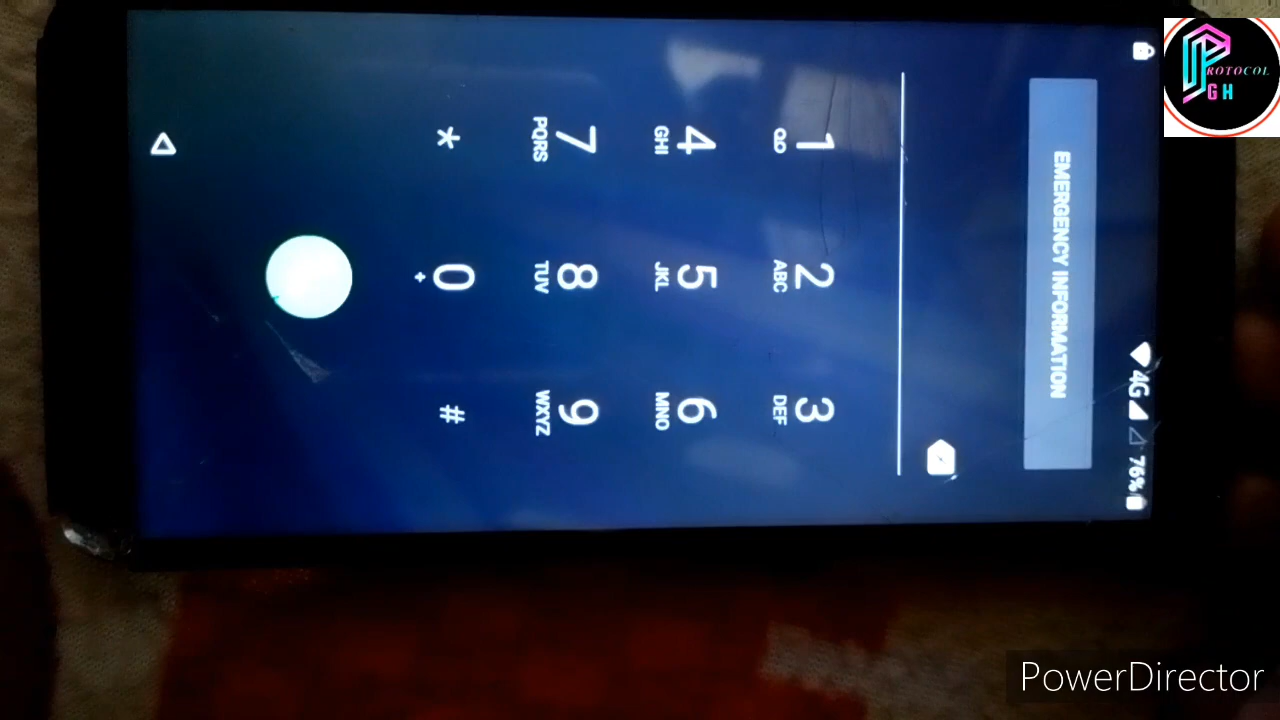 4G 76%
EMERGENCY INFORMATION
1 2 3
ABC DEF
4 5 6
GHI JKL MNO
7 8 9
PQRS TUV WXYZ
* 0 #
+
ROTOCOL
GH
PowerDirector